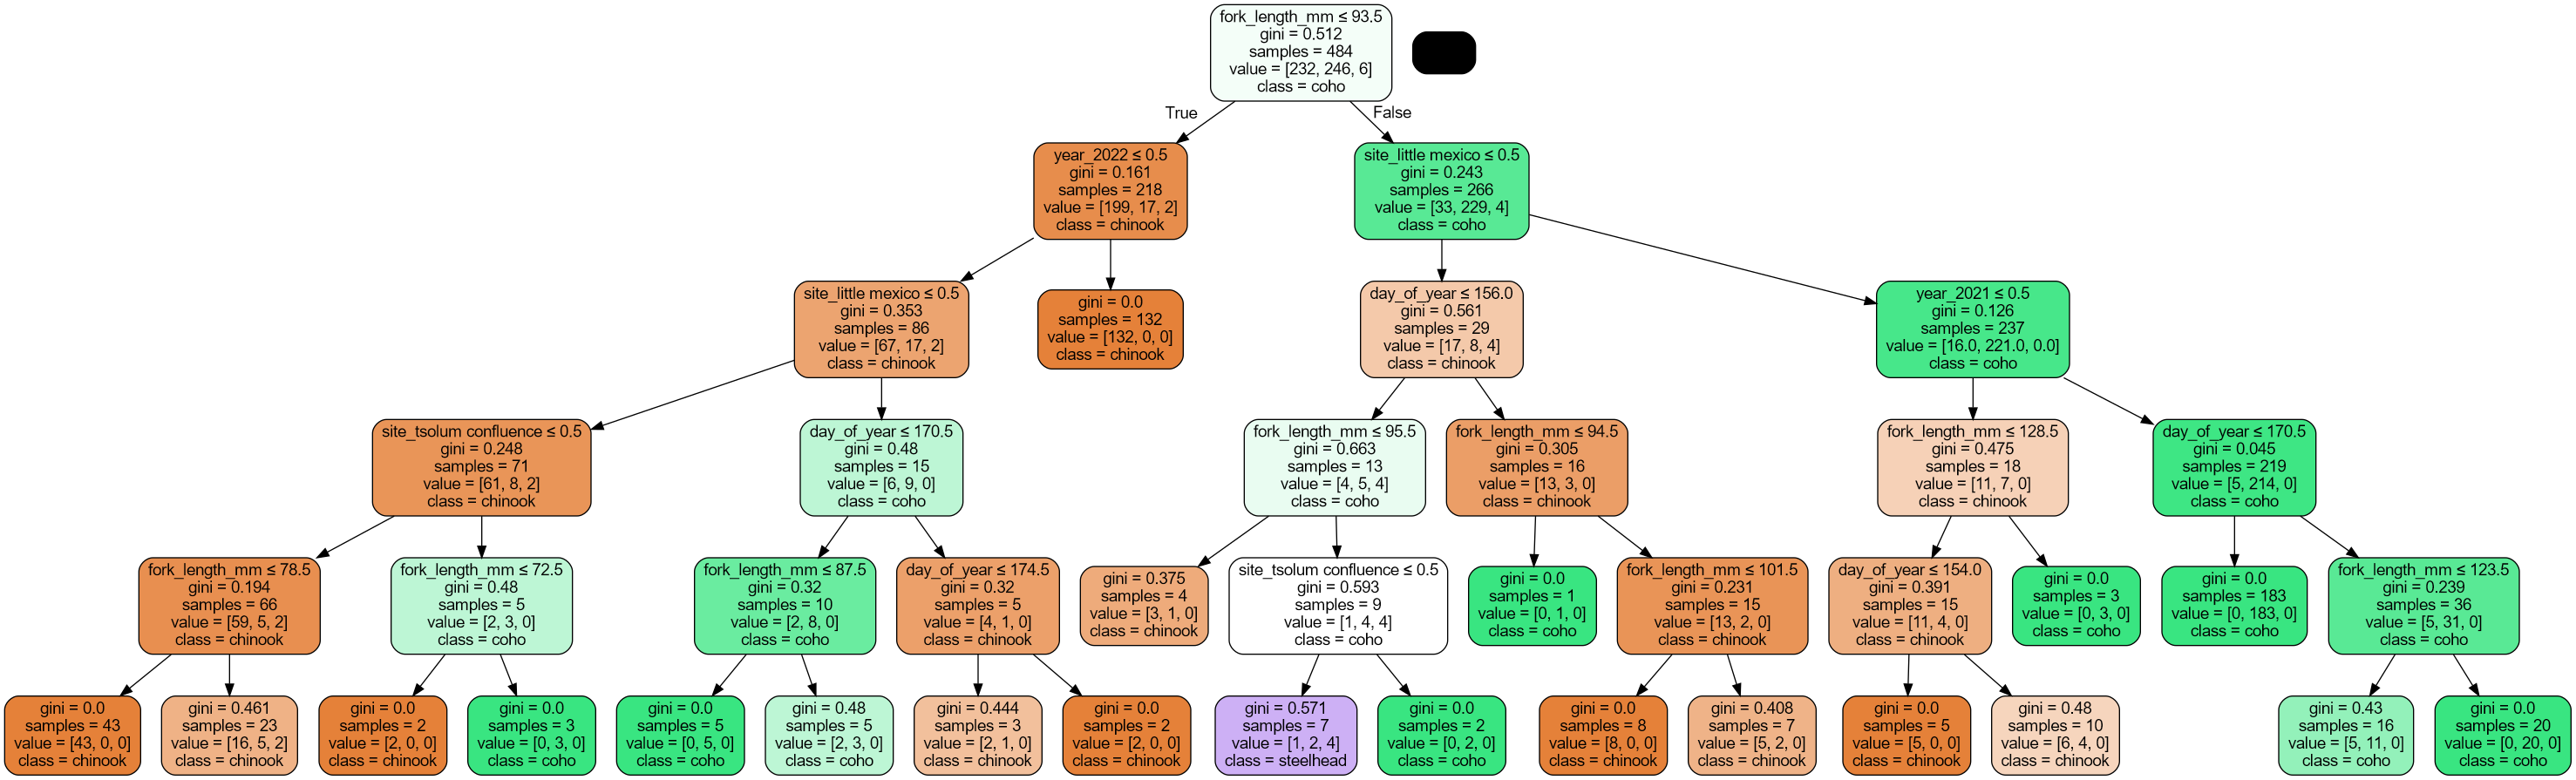 fork_length_mm ≤ 93.5
gini = 0.512
samples = 484
value = [232, 246, 6]
class = coho
True
False
year_2022 ≤ 0.5
gini = 0.161
samples = 218
value = [199, 17, 2]
class = chinook
site_little mexico ≤ 0.5
gini = 0.243
samples = 266
value = [33, 229, 4]
class = coho
site_little mexico ≤ 0.5
gini = 0.353
samples = 86
value = [67, 17, 2]
class = chinook
gini = 0.0
samples = 132
value = [132, 0, 0]
class = chinook
day_of_year ≤ 156.0
gini = 0.561
samples = 29
value = [17, 8, 4]
class = chinook
year_2021 ≤ 0.5
gini = 0.126
samples = 237
value = [16.0, 221.0, 0.0]
class = coho
site_tsolum confluence ≤ 0.5
gini = 0.248
samples = 71
value = [61, 8, 2]
class = chinook
day_of_year ≤ 170.5
gini = 0.48
samples = 15
value = [6, 9, 0]
class = coho
fork_length_mm ≤ 95.5
gini = 0.663
samples = 13
value = [4, 5, 4]
class = coho
fork_length_mm ≤ 94.5
gini = 0.305
samples = 16
value = [13, 3, 0]
class = chinook
fork_length_mm ≤ 128.5
gini = 0.475
samples = 18
value = [11, 7, 0]
class = chinook
day_of_year ≤ 170.5
gini = 0.045
samples = 219
value = [5, 214, 0]
class = coho
fork_length_mm ≤ 78.5
gini = 0.194
samples = 66
value = [59, 5, 2]
class = chinook
fork_length_mm ≤ 72.5
gini = 0.48
samples = 5
value = [2, 3, 0]
class = coho
fork_length_mm ≤ 87.5
gini = 0.32
samples = 10
value = [2, 8, 0]
class = coho
day_of_year ≤ 174.5
gini = 0.32
samples = 5
value = [4, 1, 0]
class = chinook
gini = 0.375
samples = 4
value = [3, 1, 0]
class = chinook
site_tsolum confluence ≤ 0.5
gini = 0.593
samples = 9
value = [1, 4, 4]
class = coho
gini = 0.0
samples = 1
value = [0, 1, 0]
class = coho
fork_length_mm ≤ 101.5
gini = 0.231
samples = 15
value = [13, 2, 0]
class = chinook
day_of_year ≤ 154.0
gini = 0.391
samples = 15
value = [11, 4, 0]
class = chinook
gini = 0.0
samples = 3
value = [0, 3, 0]
class = coho
gini = 0.0
samples = 183
value = [0, 183, 0]
class = coho
fork_length_mm ≤ 123.5
gini = 0.239
samples = 36
value = [5, 31, 0]
class = coho
gini = 0.0
samples = 43
value = [43, 0, 0]
class = chinook
gini = 0.461
samples = 23
value = [16, 5, 2]
class = chinook
gini = 0.0
samples = 2
value = [2, 0, 0]
class = chinook
gini = 0.0
samples = 3
value = [0, 3, 0]
class = coho
gini = 0.0
samples = 5
value = [0, 5, 0]
class = coho
gini = 0.48
samples = 5
value = [2, 3, 0]
class = coho
gini = 0.444
samples = 3
value = [2, 1, 0]
class = chinook
gini = 0.0
samples = 2
value = [2, 0, 0]
class = chinook
gini = 0.571
samples = 7
value = [1, 2, 4]
class = steelhead
gini = 0.0
samples = 2
value = [0, 2, 0]
class = coho
gini = 0.0
samples = 8
value = [8, 0, 0]
class = chinook
gini = 0.408
samples = 7
value = [5, 2, 0]
class = chinook
gini = 0.0
samples = 5
value = [5, 0, 0]
class = chinook
gini = 0.48
samples = 10
value = [6, 4, 0]
class = chinook
gini = 0.43
samples = 16
value = [5, 11, 0]
class = coho
gini = 0.0
samples = 20
value = [0, 20, 0]
class = coho